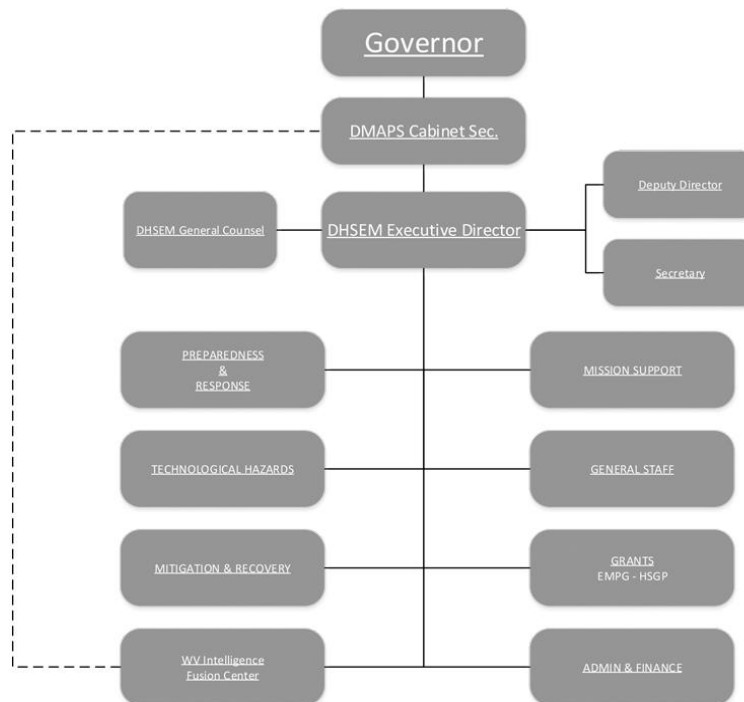 Governor
DMAPS Cabinet Sec.
Deputy Director
DHSEM General Counsel
DHSEM Executive Director
Secretary
PREPAREDNESS
&
RESPONSE
MISSION SUPPORT
TECHNOLOGICAL HAZARDS
GENERAL STAFF
MITIGATION & RECOVERY
GRANTS
EMPG - HSGP
WV Intelligence
Fusion Center
ADMIN & FINANCE